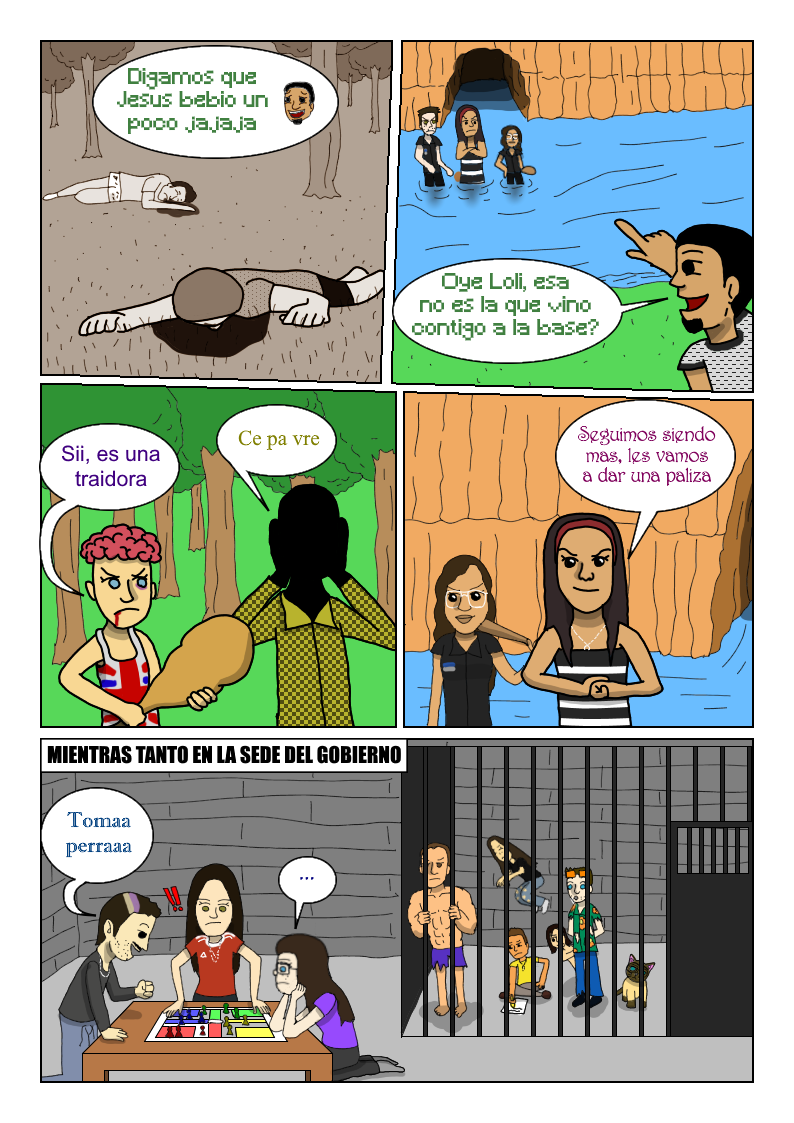 Digamos que
Jesus bebio un
poco ja,ja,ja
Oye Loli, esa
no es la que vino
contigo a la base?
Sii, es una
traidora
Ce pa vre
Seguimos siendo
mas, les vamos
a dar una paliza
MIENTRAS TANTO EN LA SEDE DEL GOBIERNO
Tomaa
perraaa
!!
...